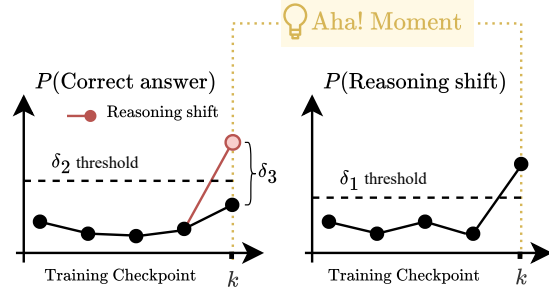 Aha! Moment
P(Correct answer)
Reasoning shift
δ2 threshold
δ3
Training Checkpoint
k
P(Reasoning shift)
δ1 threshold
Training Checkpoint
k